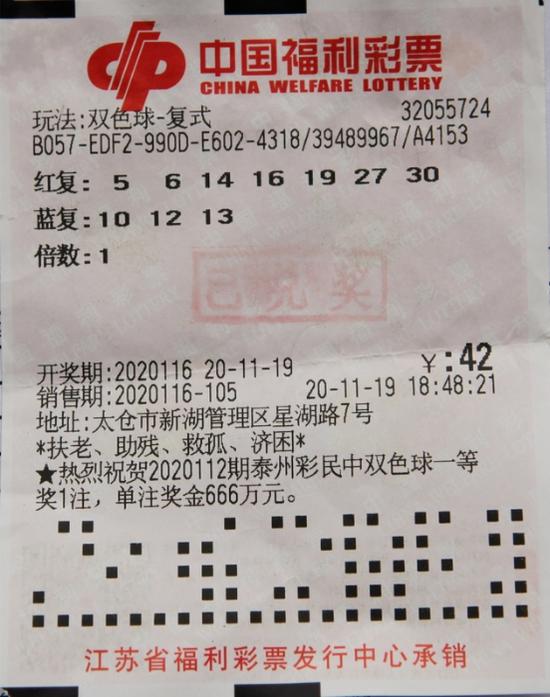 中国福利彩票
CHINA WELFARE LOTTERY
玩法:双色球-复式 32055724
B057-EDF2-990D-E602-4318/39489967/A4153
红复: 5 6 14 16 19 27 30
蓝复:10 12 13
倍数:1
已兑奖
开奖期:2020116 20-11-19 ¥:42
销售期:2020116-105 20-11-19 18:48:21
地址:太仓市新湖管理区星湖路7号
*扶老、助残、救孤、济困*
★热烈祝贺2020112期泰州彩民中双色球一等
奖1注，单注奖金666万元。
江苏省福利彩票发行中心承销